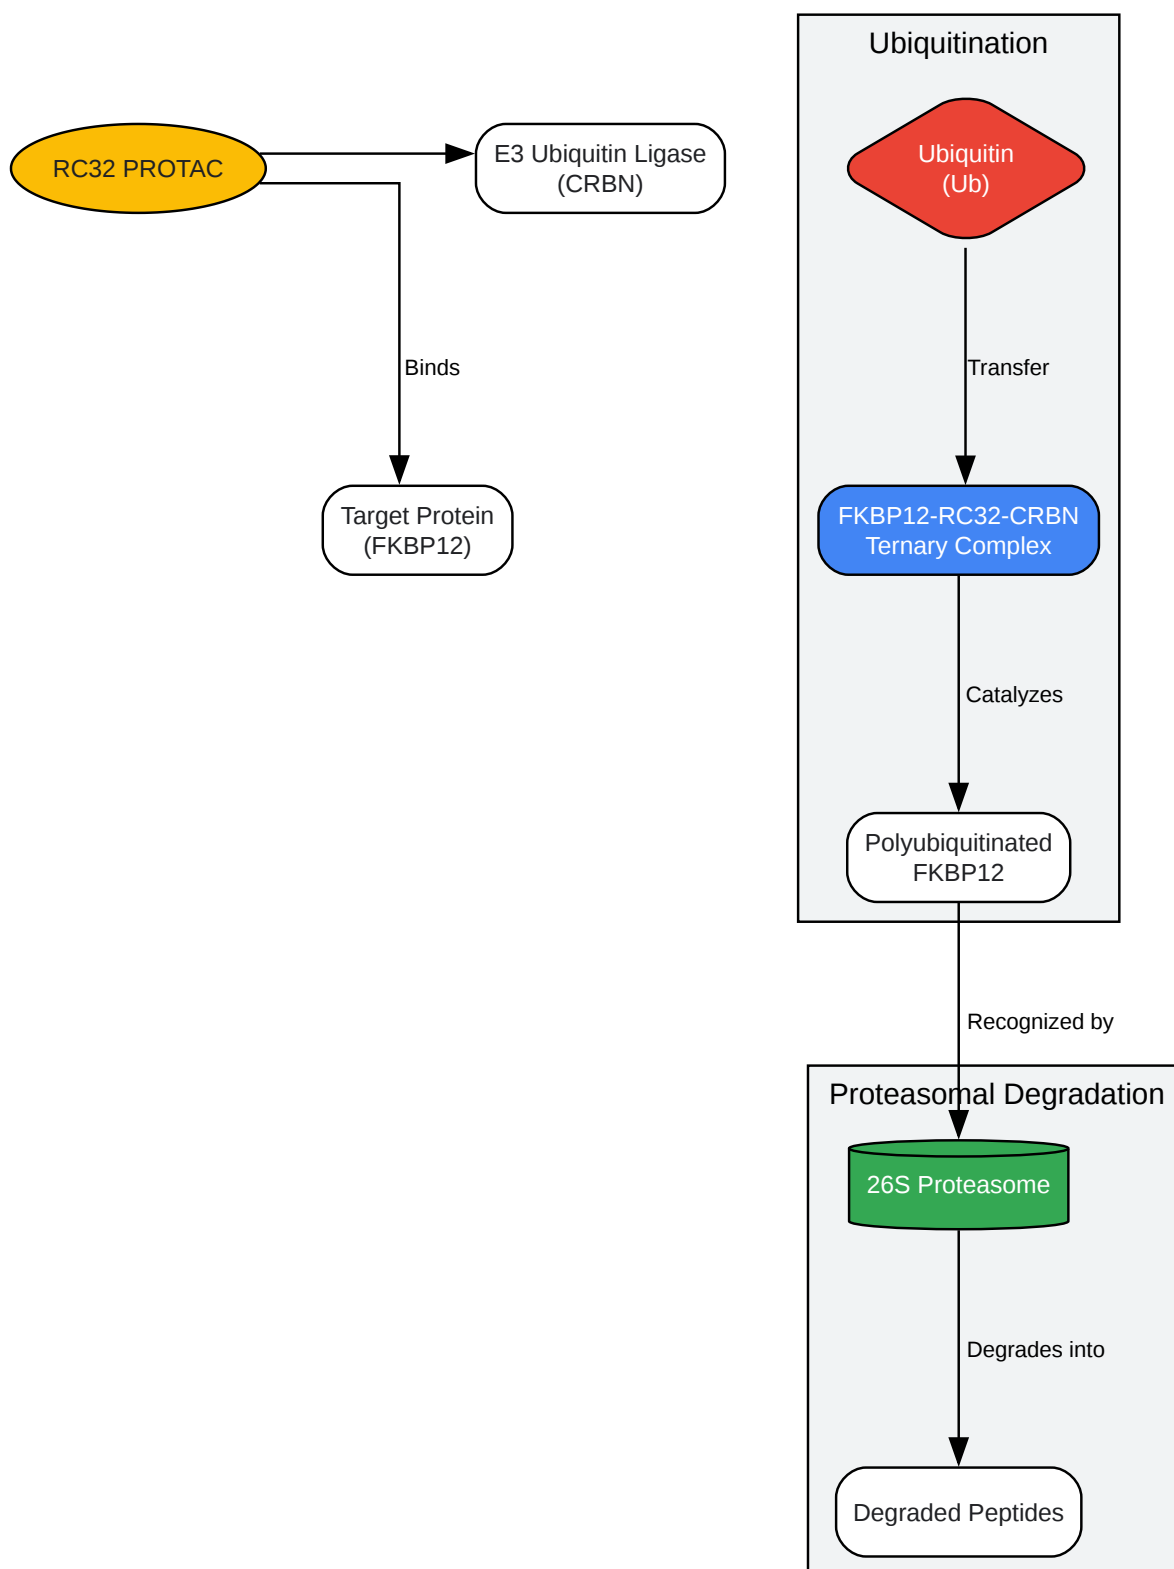 Ubiquitination
RC32 PROTAC
E3 Ubiquitin Ligase
(CRBN)
Ubiquitin
(Ub)
Binds
Transfer
Target Protein
(FKBP12)
FKBP12-RC32-CRBN
Ternary Complex
Catalyzes
Polyubiquitinated
FKBP12
Recognized by
Proteasomal Degradation
26S Proteasome
Degrades into
Degraded Peptides